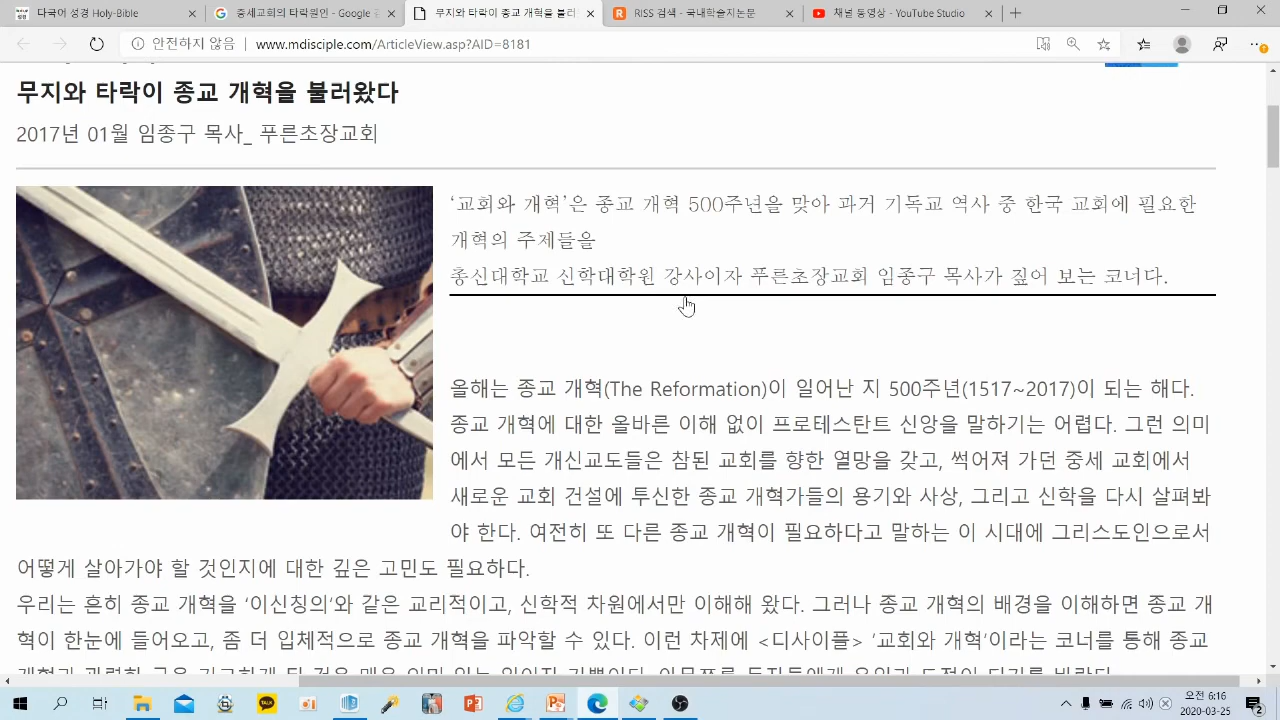 다국어 성경 HolyBible
중세교회의 타락원인 - Google
무지와 타락이 종교 개혁을 불러
RISS 검색 - 국내학술지논문
채널 동영상 - YouTube Studio
안전하지 않음 | www.mdisciple.com/ArticleView.asp?AID=8181
무지와 타락이 종교 개혁을 불러왔다
2017년 01월 임종구 목사_ 푸른초장교회
‘교회와 개혁’은 종교 개혁 500주년을 맞아 과거 기독교 역사 중 한국 교회에 필요한
개혁의 주제들을
총신대학교 신학대학원 강사이자 푸른초장교회 임종구 목사가 짚어 보는 코너다.
올해는 종교 개혁(The Reformation)이 일어난 지 500주년(1517~2017)이 되는 해다.
종교 개혁에 대한 올바른 이해 없이 프로테스탄트 신앙을 말하기는 어렵다. 그런 의미
에서 모든 개신교도들은 참된 교회를 향한 열망을 갖고, 썩어져 가던 중세 교회에서
새로운 교회 건설에 투신한 종교 개혁가들의 용기와 사상, 그리고 신학을 다시 살펴봐
야 한다. 여전히 또 다른 종교 개혁이 필요하다고 말하는 이 시대에 그리스도인으로서
어떻게 살아가야 할 것인지에 대한 깊은 고민도 필요하다.
우리는 흔히 종교 개혁을 ‘이신칭의’와 같은 교리적이고, 신학적 차원에서만 이해해 왔다. 그러나 종교 개혁의 배경을 이해하면 종교 개
혁이 한눈에 들어오고, 좀 더 입체적으로 종교 개혁을 파악할 수 있다. 이런 차제에 <디사이플> ‘교회와 개혁’이라는 코너를 통해 종교
오전 6:16
2020-03-25